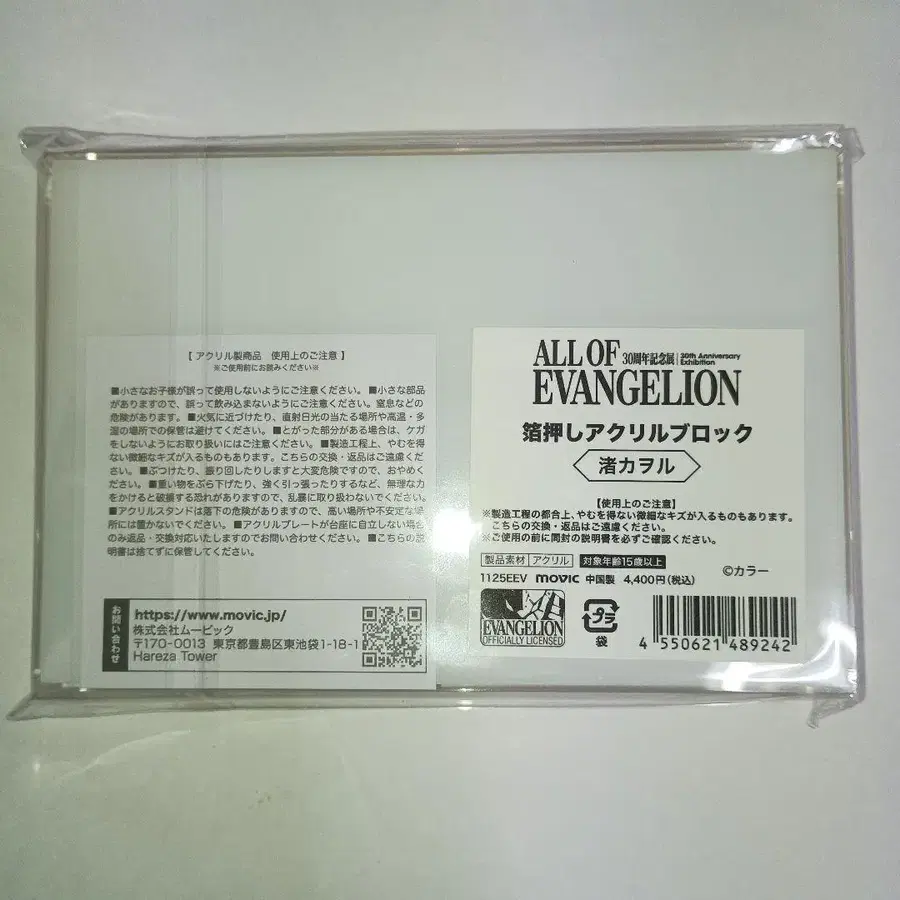 【 アクリル製商品 使用上のご注意 】
※ご使用前にお読みください※
■小さなお子様が誤って使用しないようにご注意ください。 ■小さな部品
がありますので、誤って飲み込まないようにご注意ください。窒息などの
危険があります。 ■火気に近づけたり、直射日光の当たる場所や高温・多
湿の場所での保管は避けてください。 ■とがった部分がある場合は、ケガ
をしないようにお取り扱いにはご注意ください。 ■製造工程上、やむを得
ない微細なキズが入るものもあります。こちらの交換・返品はご遠慮くだ
さい。 ■ぶつけたり、振り回したりしますと大変危険ですので、おやめく
ださい。 ■重い物をぶら下げたり、強く引っ張ったりするなど、無理な力
をかけると破損する恐れがありますので、乱暴に取り扱わないでください。
■アクリルスタンドは落下の危険がありますので、高い場所や不安定な場
所には置かないでください。 ■アクリルプレートが台座に自立しない場合
のみ返品・交換対応いたしますのでお問い合わせください。 ■こちらの説
明書は捨てずに保管してください。
お問い合わせ
https://www.movic.jp/
株式会社ムービック
〒170-0013 東京都豊島区東池袋1-18-1
Hareza Tower
ALL OF 30周年記念展 30th Anniversary Exhibition
EVANGELION
箔押しアクリルブロック
渚カヲル
【使用上のご注意】
※製造工程の都合上、やむを得ない微細なキズが入るものもあります。
こちらの交換・返品はご遠慮ください。
※ご使用の前に同封の説明書を必ずご確認ください。
製品素材 アクリル 対象年齢15歳以上
1125EEV movic 中国製 4,400円(税込) ©カラー
EVANGELION
OFFICIALLY LICENSED
プラ
袋
4 550621 489242